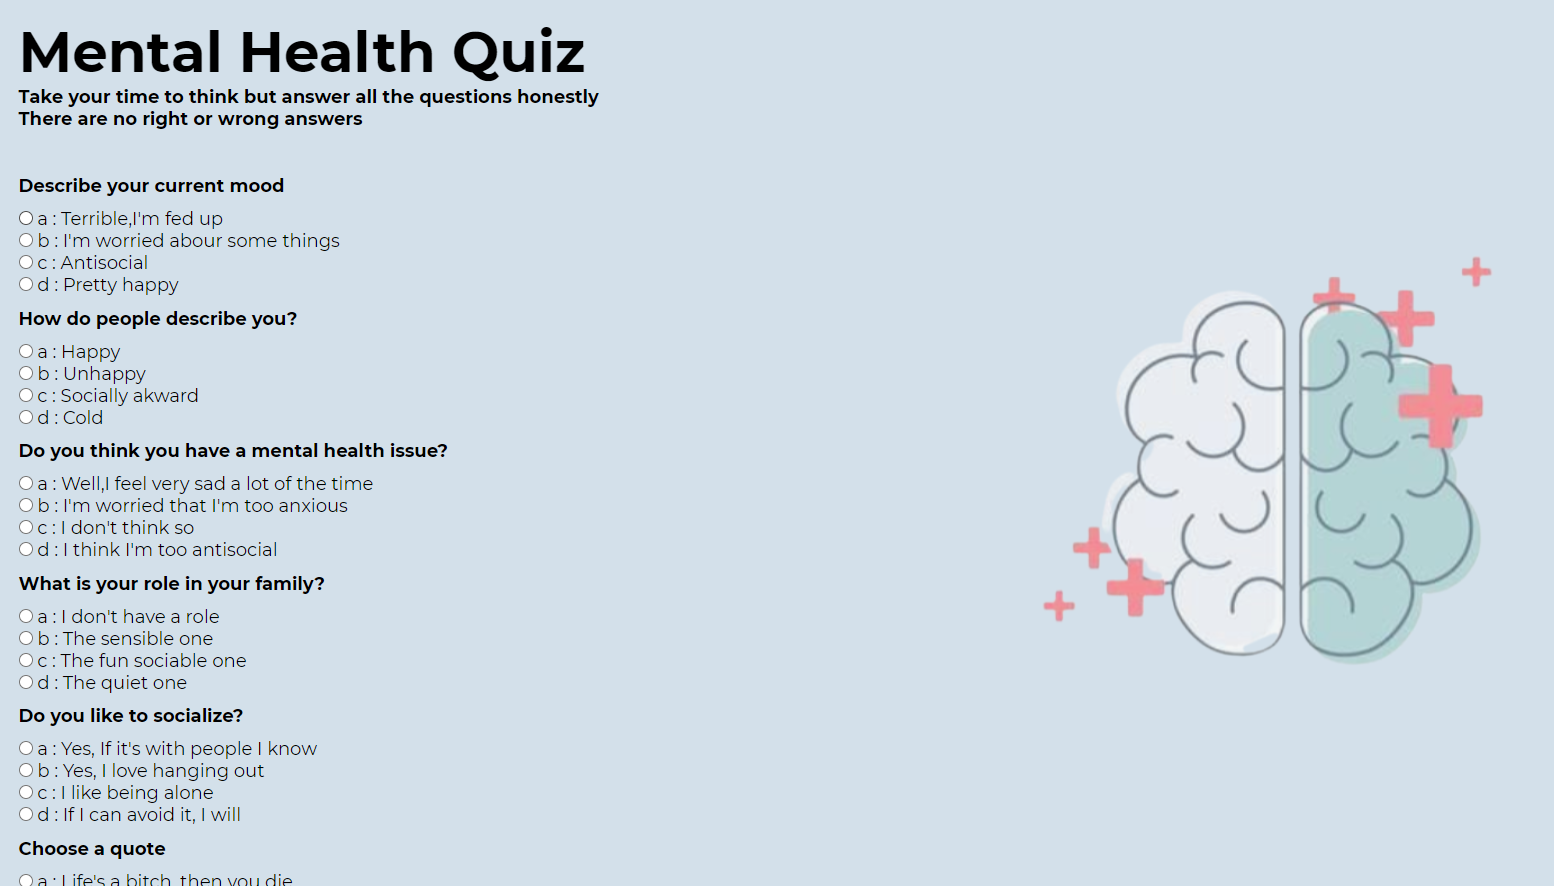 Mental Health Quiz
Take your time to think but answer all the questions honestly
There are no right or wrong answers
Describe your current mood
a : Terrible,I'm fed up
b : I'm worried abour some things
c : Antisocial
d : Pretty happy
How do people describe you?
a : Happy
b : Unhappy
c : Socially akward
d : Cold
Do you think you have a mental health issue?
a : Well,I feel very sad a lot of the time
b : I'm worried that I'm too anxious
c : I don't think so
d : I think I'm too antisocial
What is your role in your family?
a : I don't have a role
b : The sensible one
c : The fun sociable one
d : The quiet one
Do you like to socialize?
a : Yes, If it's with people I know
b : Yes, I love hanging out
c : I like being alone
d : If I can avoid it, I will
Choose a quote
a : Life's a bitch, then you die